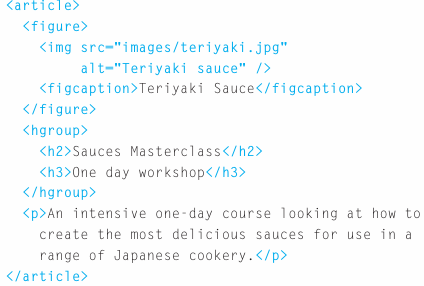 <article>
<figure>
<img src="images/teriyaki.jpg"
alt="Teriyaki sauce" />
<figcaption>Teriyaki Sauce</figcaption>
</figure>
<hgroup>
<h2>Sauces Masterclass</h2>
<h3>One day workshop</h3>
</hgroup>
<p>An intensive one-day course looking at how to
create the most delicious sauces for use in a
range of Japanese cookery.</p>
</article>